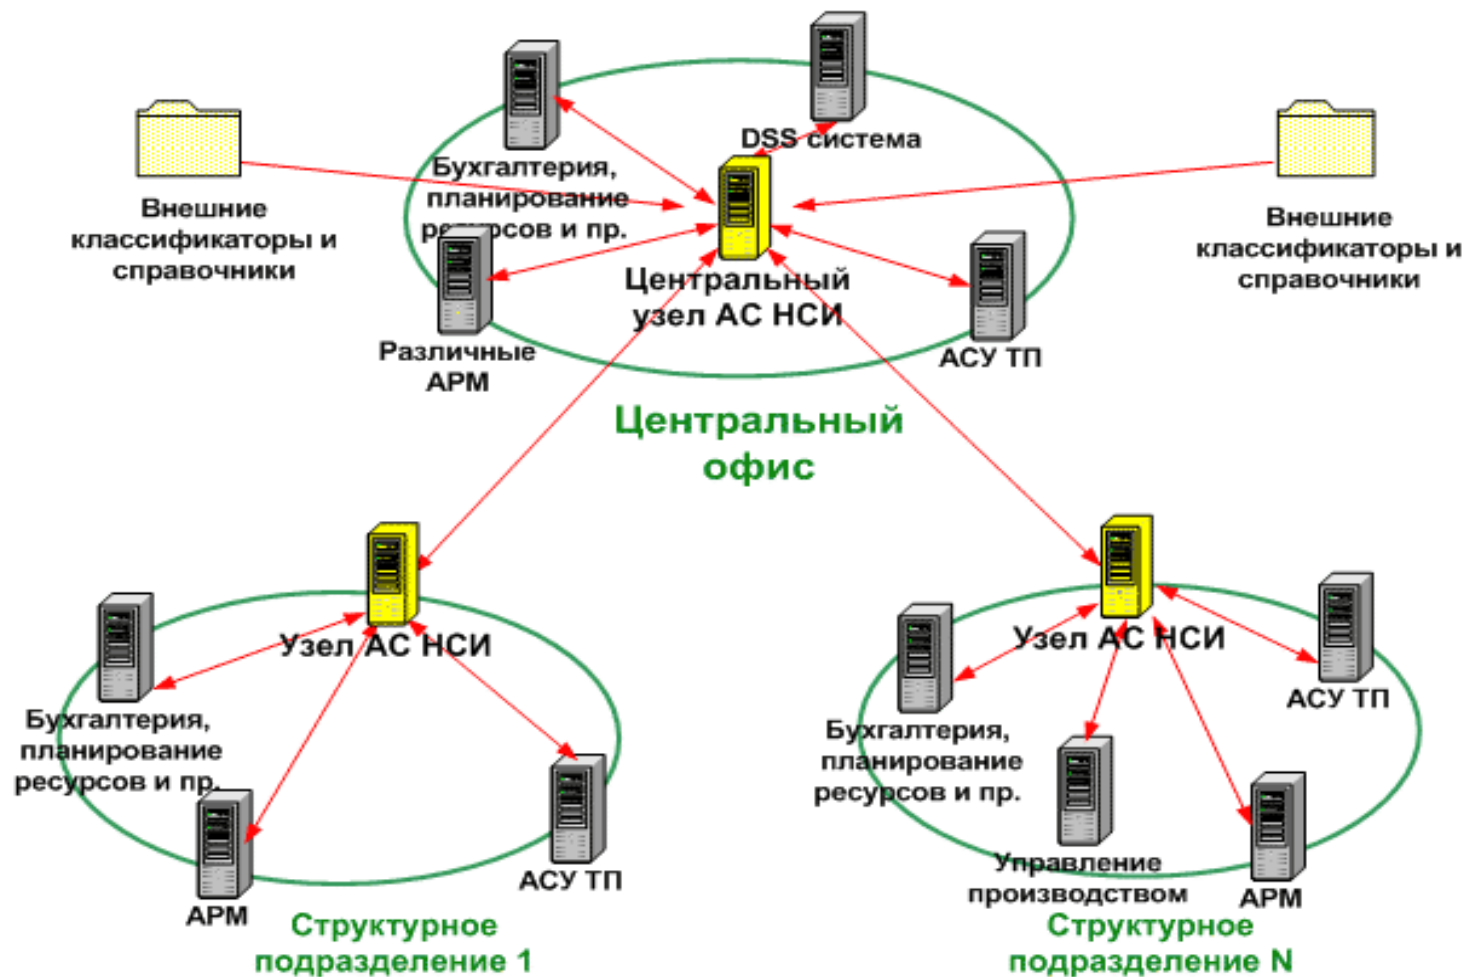 DSS система
Бухгалтерия,
планирование
ресурсов и пр.
Внешние
классификаторы и
справочники
Внешние
классификаторы и
справочники
Центральный
узел АС НСИ
Различные
АРМ
АСУ ТП
Центральный
офис
Узел АС НСИ
Бухгалтерия,
планирование
ресурсов и пр.
АРМ
АСУ ТП
Структурное
подразделение 1
Узел АС НСИ
АСУ ТП
Бухгалтерия,
планирование
ресурсов и пр.
Управление
производством
АРМ
Структурное
подразделение N